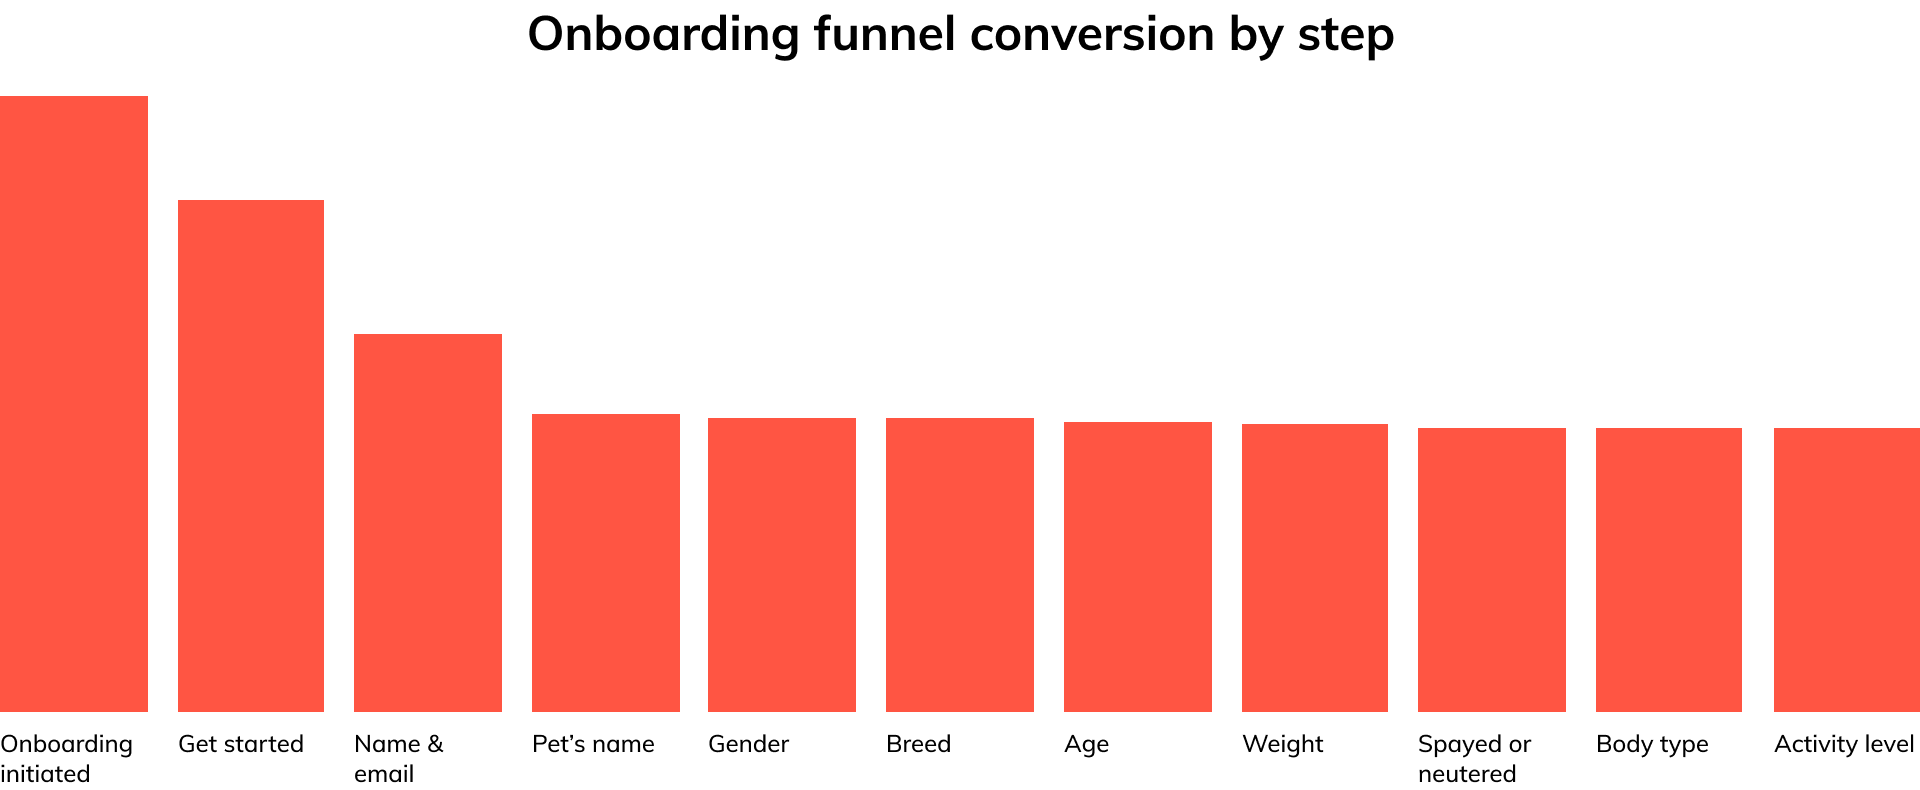 Onboarding funnel conversion by step
Onboarding
initiated
Get started
Name &
email
Pet’s name
Gender
Breed
Age
Weight
Spayed or
neutered
Body type
Activity level